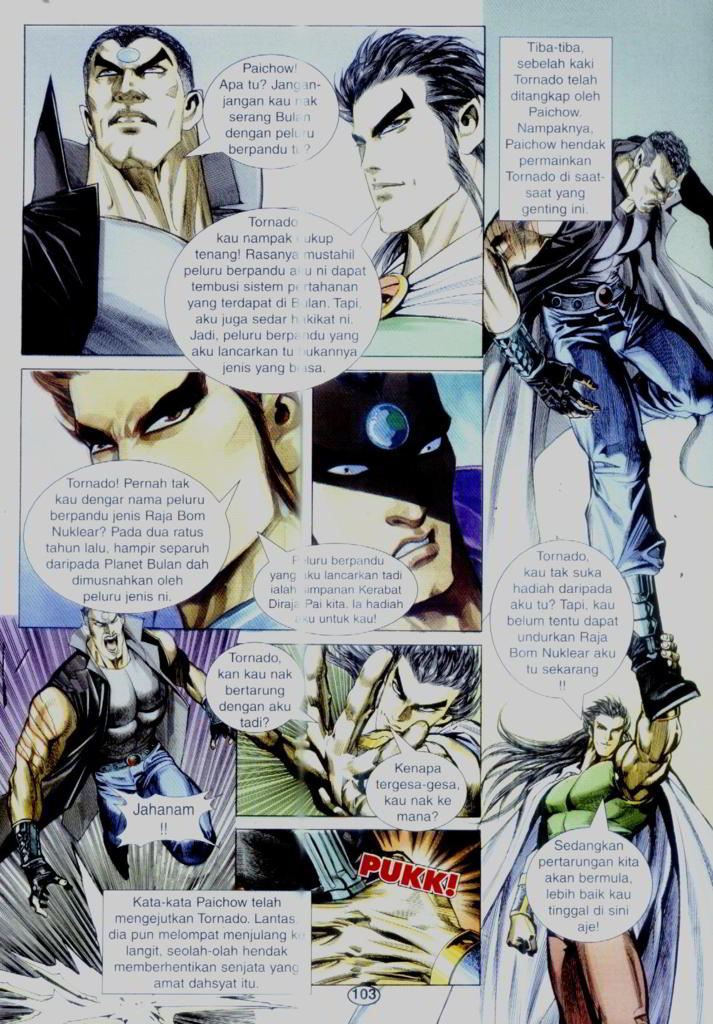 Paichow!
Apa tu? Jangan-
jangan kau nak
serang Bulan
dengan peluru
berpandu tu?
Tornado
kau nampak cukup
tenang! Rasanya mustahil
peluru berpandu aku ni dapat
tembusi sistem pertahanan
yang terdapat di Bulan. Tapi,
aku juga sedar hakikat ni.
Jadi, peluru berpandu yang
aku lancarkan tu bukannya
jenis yang biasa.
Tornado! Pernah tak
kau dengar nama peluru
berpandu jenis Raja Bom
Nuklear? Pada dua ratus
tahun lalu, hampir separuh
daripada Planet Bulan dah
dimusnahkan oleh
peluru jenis ni.
Peluru berpandu
yang aku lancarkan tadi
ialah simpanan Kerabat
Diraja Pai kita. Ia hadiah
aku untuk kau!
Jahanam
!!
Kata-kata Paichow telah
mengejutkan Tornado. Lantas,
dia pun melompat menjulang ke
langit, seolah-olah hendak
memberhentikan senjata yang
amat dahsyat itu.
Tornado,
kan kau nak
bertarung
dengan aku
tadi?
Kenapa
tergesa-gesa,
kau nak ke
mana?
PUKK!
Tiba-tiba,
sebelah kaki
Tornado telah
ditangkap oleh
Paichow.
Nampaknya,
Paichow hendak
permainkan
Tornado di saat-
saat yang
genting ini.
Tornado,
kau tak suka
hadiah daripada
aku tu? Tapi, kau
belum tentu dapat
undurkan Raja
Bom Nuklear aku
tu sekarang
!!
Sedangkan
pertarungan kita
akan bermula,
lebih baik kau
tinggal di sini
aje!
103